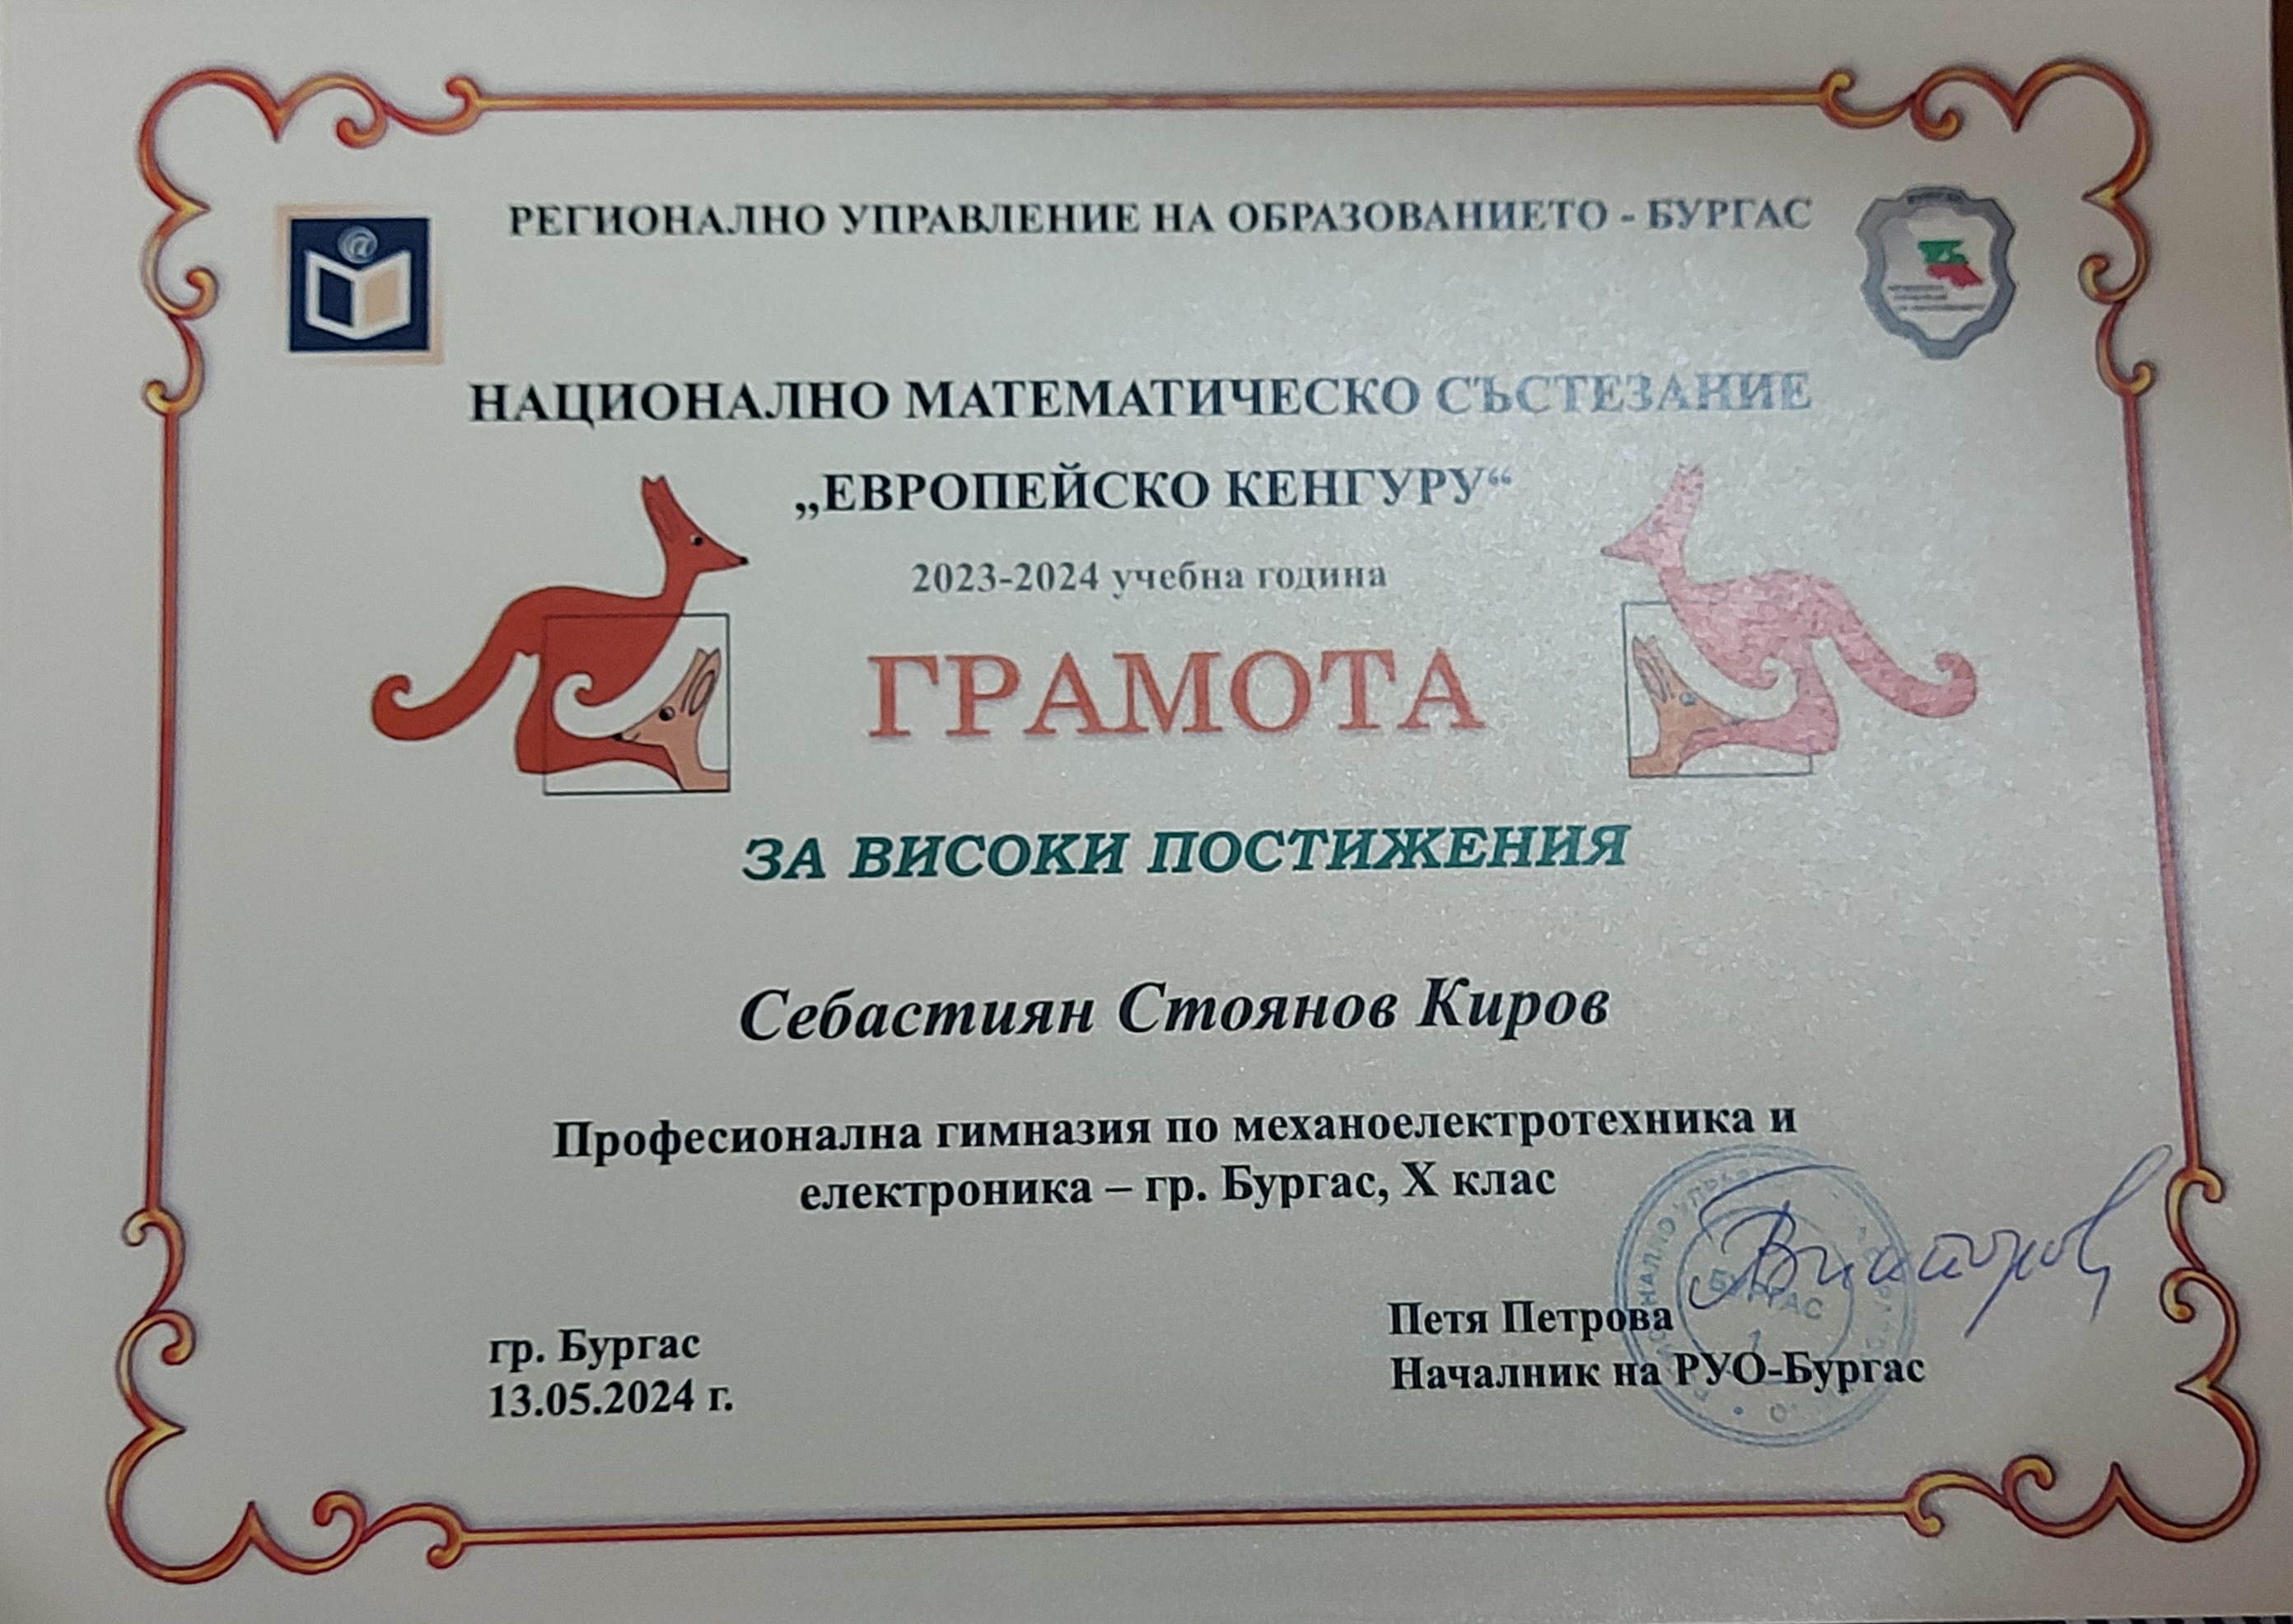 РЕГИОНАЛНО УПРАВЛЕНИЕ НА ОБРАЗОВАНИЕТО - БУРГАС
НАЦИОНАЛНО МАТЕМАТИЧЕСКО СЪСТЕЗАНИЕ
„ЕВРОПЕЙСКО КЕНГУРУ“
2023-2024 учебна година
ГРАМОТА
ЗА ВИСОКИ ПОСТИЖЕНИЯ
Себастиян Стоянов Киров
Професионална гимназия по механоелектротехника и
електроника – гр. Бургас, X клас
гр. Бургас
13.05.2024 г.
Петя Петрова
Началник на РУО-Бургас
БУРГАС
1